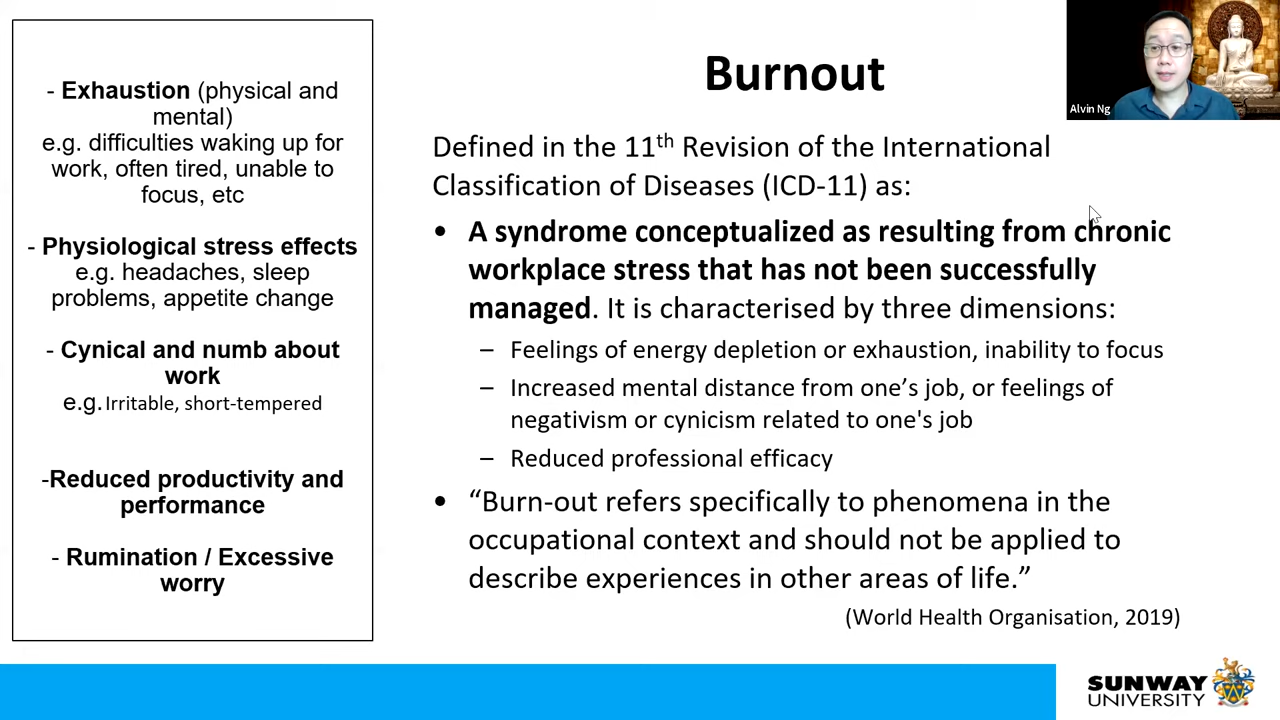 - Exhaustion (physical and
mental)
e.g. difficulties waking up for
work, often tired, unable to
focus, etc
- Physiological stress effects
e.g. headaches, sleep
problems, appetite change
- Cynical and numb about
work
e.g. Irritable, short-tempered
-Reduced productivity and
performance
- Rumination / Excessive
worry
Burnout
Defined in the 11th Revision of the International
Classification of Diseases (ICD-11) as:
• A syndrome conceptualized as resulting from chronic
workplace stress that has not been successfully
managed. It is characterised by three dimensions:
– Feelings of energy depletion or exhaustion, inability to focus
– Increased mental distance from one’s job, or feelings of
negativism or cynicism related to one's job
– Reduced professional efficacy
• “Burn-out refers specifically to phenomena in the
occupational context and should not be applied to
describe experiences in other areas of life.”
(World Health Organisation, 2019)
Alvin Ng
SUNWAY
UNIVERSITY